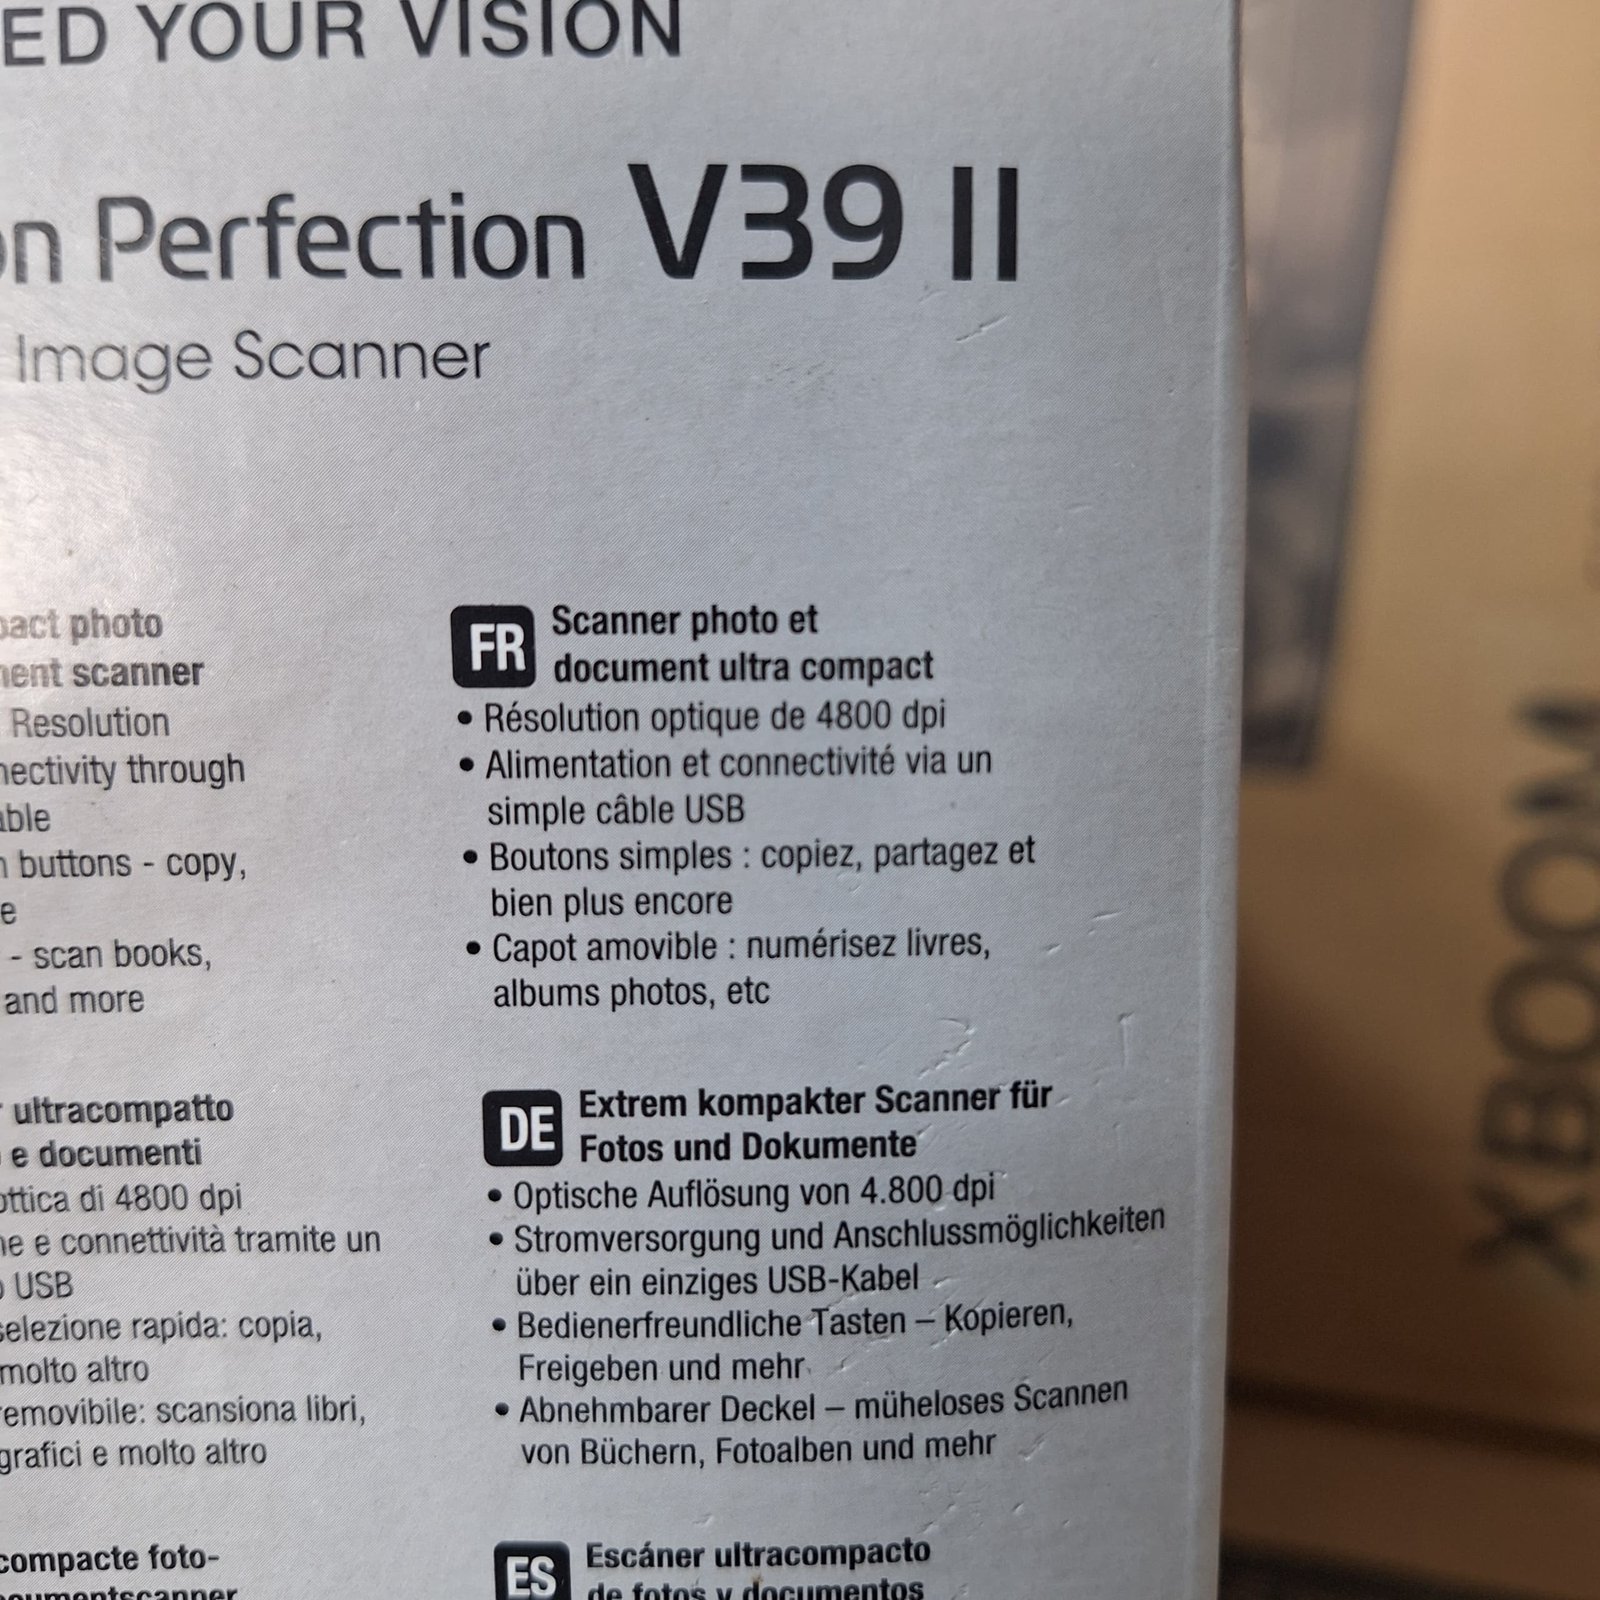 ED YOUR VISION
on Perfection V39 II
Image Scanner
pact photo
ment scanner
Resolution
nectivity through
able
n buttons - copy,
e
- scan books,
and more
FR Scanner photo et
document ultra compact
• Résolution optique de 4800 dpi
• Alimentation et connectivité via un
simple câble USB
• Boutons simples : copiez, partagez et
bien plus encore
• Capot amovible : numérisez livres,
albums photos, etc
r ultracompatto
e documenti
ottica di 4800 dpi
ne e connettività tramite un
o USB
selezione rapida: copia,
molto altro
removibile: scansiona libri,
grafici e molto altro
DE Extrem kompakter Scanner für
Fotos und Dokumente
• Optische Auflösung von 4.800 dpi
• Stromversorgung und Anschlussmöglichkeiten
über ein einziges USB-Kabel
• Bedienerfreundliche Tasten – Kopieren,
Freigeben und mehr
• Abnehmbarer Deckel – müheloses Scannen
von Büchern, Fotoalben und mehr
compacte foto-
cumentscanner
ES Escáner ultracompacto
de fotos y documentos
XBOOM